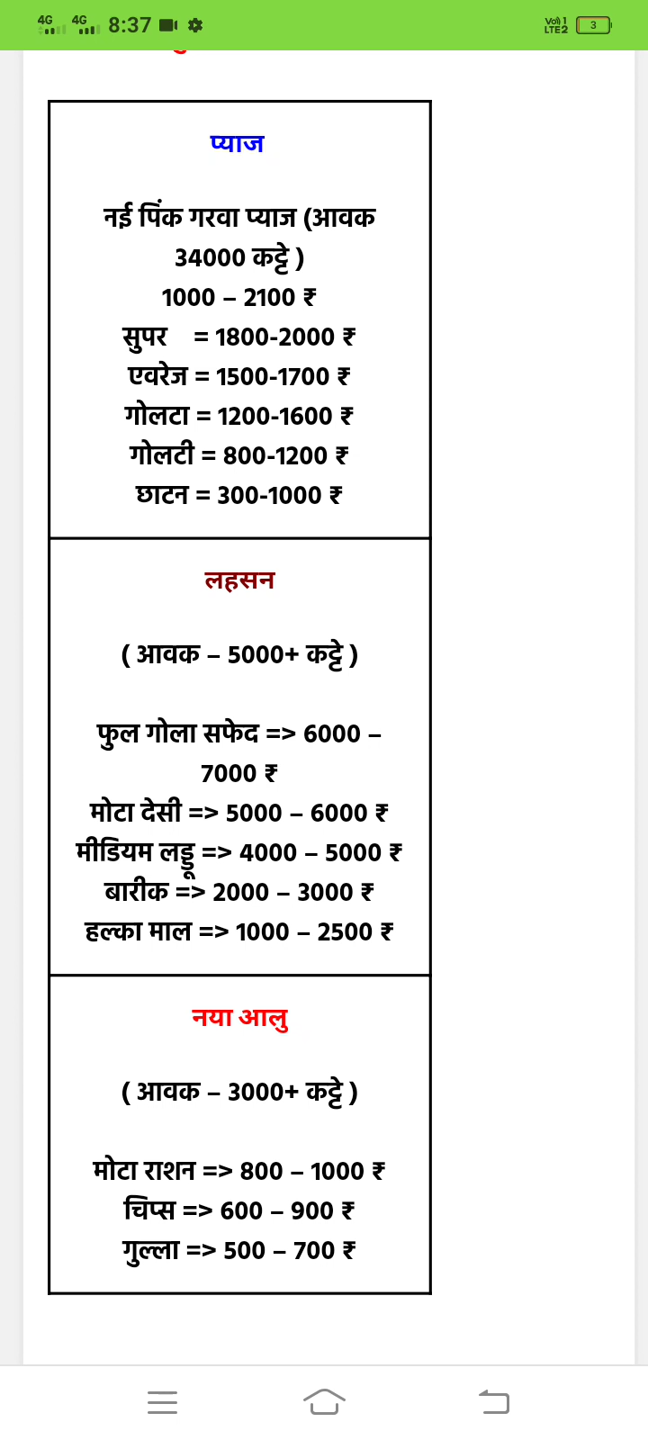 4G 4G 8:37 Vo) 1 LTE2 3
प्याज
नई पिंक गरवा प्याज (आवक
34000 कट्टे )
1000 – 2100 ₹
सुपर = 1800-2000 ₹
एवरेज = 1500-1700 ₹
गोलटा = 1200-1600 ₹
गोलटी = 800-1200 ₹
छाटन = 300-1000 ₹
लहसन
( आवक – 5000+ कट्टे )
फुल गोला सफेद => 6000 –
7000 ₹
मोटा देसी => 5000 – 6000 ₹
मीडियम लड्डू => 4000 – 5000 ₹
बारीक => 2000 – 3000 ₹
हल्का माल => 1000 – 2500 ₹
नया आलु
( आवक – 3000+ कट्टे )
मोटा राशन => 800 – 1000 ₹
चिप्स => 600 – 900 ₹
गुल्ला => 500 – 700 ₹